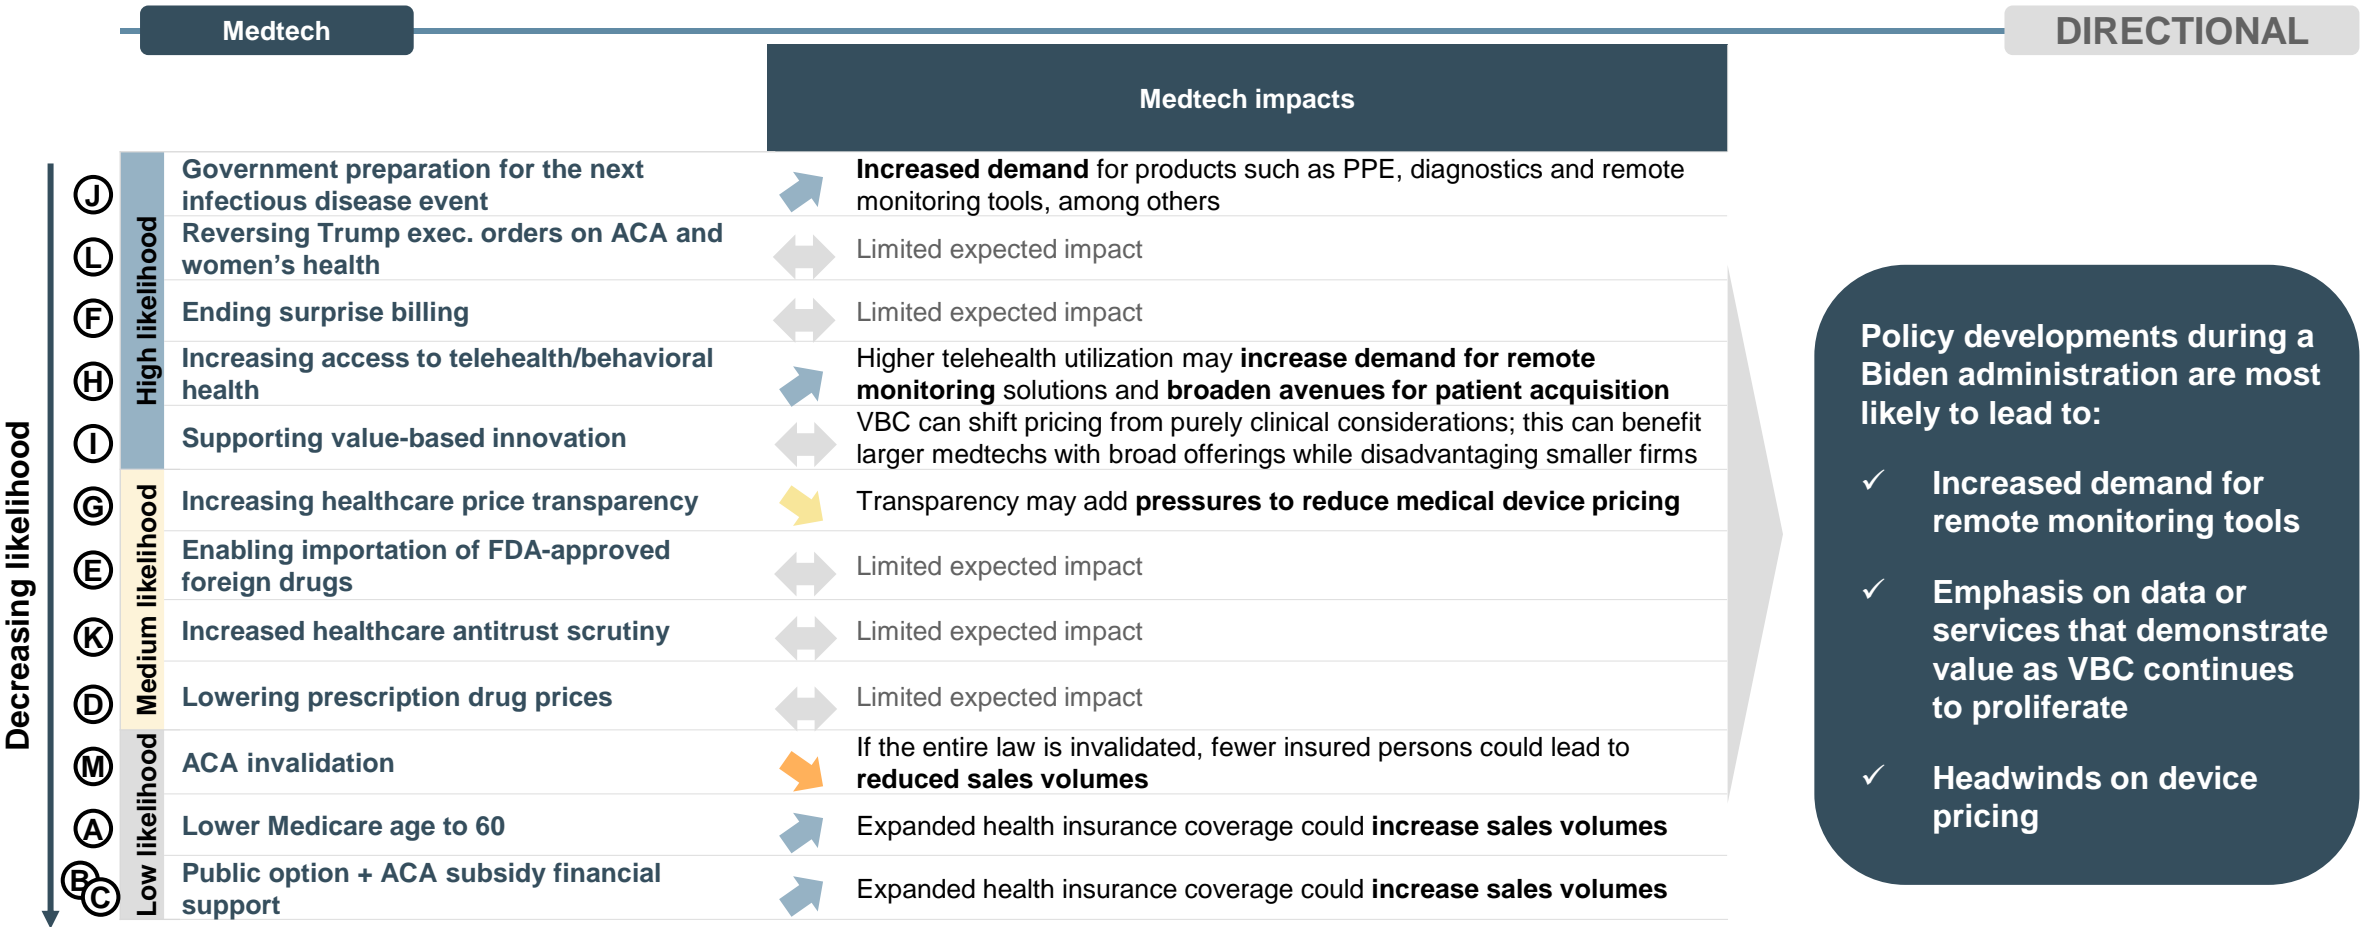 Medtech
DIRECTIONAL
Medtech impacts
Decreasing likelihood
High likelihood
J
Government preparation for the next
infectious disease event
Increased demand for products such as PPE, diagnostics and remote
monitoring tools, among others
L
Reversing Trump exec. orders on ACA and
women’s health
Limited expected impact
F
Ending surprise billing
Limited expected impact
H
Increasing access to telehealth/behavioral
health
Higher telehealth utilization may increase demand for remote
monitoring solutions and broaden avenues for patient acquisition
I
Supporting value-based innovation
VBC can shift pricing from purely clinical considerations; this can benefit
larger medtechs with broad offerings while disadvantaging smaller firms
Medium likelihood
G
Increasing healthcare price transparency
Transparency may add pressures to reduce medical device pricing
E
Enabling importation of FDA-approved
foreign drugs
Limited expected impact
K
Increased healthcare antitrust scrutiny
Limited expected impact
D
Lowering prescription drug prices
Limited expected impact
Low likelihood
M
ACA invalidation
If the entire law is invalidated, fewer insured persons could lead to
reduced sales volumes
A
Lower Medicare age to 60
Expanded health insurance coverage could increase sales volumes
B
C
Public option + ACA subsidy financial
support
Expanded health insurance coverage could increase sales volumes
Policy developments during a
Biden administration are most
likely to lead to:
✓ Increased demand for
remote monitoring tools
✓ Emphasis on data or
services that demonstrate
value as VBC continues
to proliferate
✓ Headwinds on device
pricing